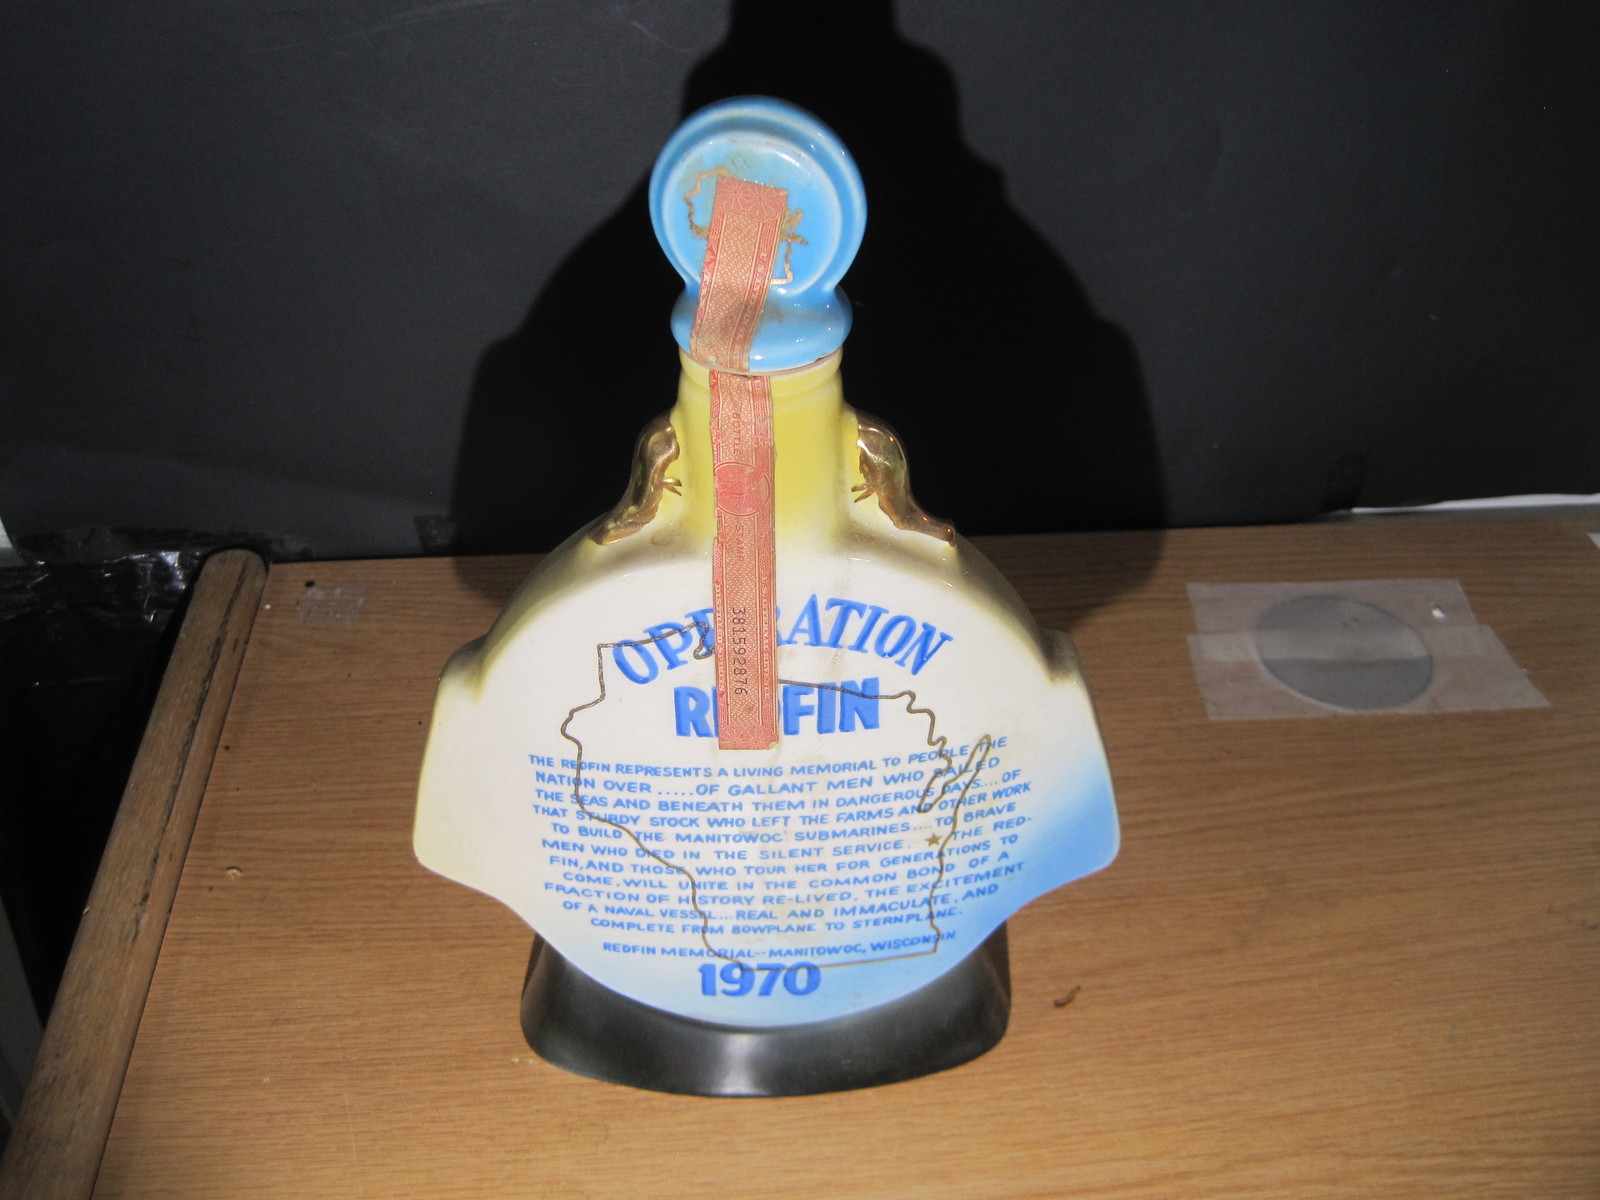 BOTTLED
STAMP
381592876
OPERATION
REDFIN
THE REDFIN REPRESENTS A LIVING MEMORIAL TO PEOPLE THE
NATION OVER .....OF GALLANT MEN WHO SAILED
THE SEAS AND BENEATH THEM IN DANGEROUS DAYS....OF
THAT STURDY STOCK WHO LEFT THE FARMS AND OTHER WORK
TO BUILD THE MANITOWOC SUBMARINES....TO BRAVE
MEN WHO DIED IN THE SILENT SERVICE. THE RED-
FIN, AND THOSE WHO TOUR HER FOR GENERATIONS TO
COME, WILL UNITE IN THE COMMON BOND OF A
FRACTION OF HISTORY RE-LIVED, THE EXCITEMENT
OF A NAVAL VESSEL...REAL AND IMMACULATE, AND
COMPLETE FROM BOWPLANE TO STERNPLANE.
REDFIN MEMORIAL--MANITOWOC, WISCONSIN
1970